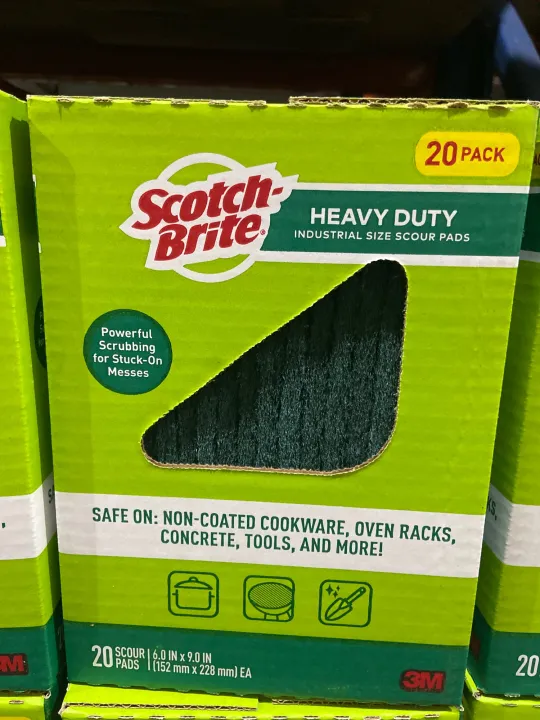 20 PACK
Scotch-
Brite
HEAVY DUTY
INDUSTRIAL SIZE SCOUR PADS
Powerful
Scrubbing
for Stuck-On
Messes
SAFE ON: NON-COATED COOKWARE, OVEN RACKS,
CONCRETE, TOOLS, AND MORE!
20 SCOUR PADS
6.0 IN x 9.0 IN
(152 mm x 228 mm) EA
3M
3M
20